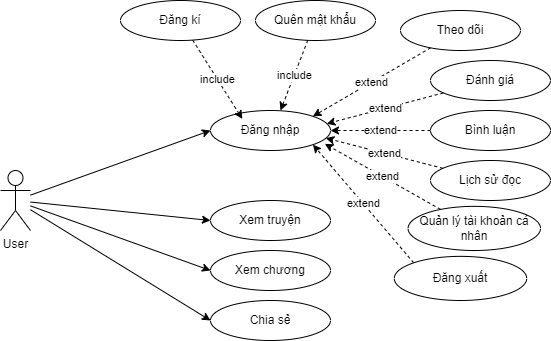 Đăng kí
Quên mật khẩu
Theo dõi
include
include
extend
Đánh giá
extend
Đăng nhập
extend
Bình luận
extend
Lịch sử đọc
extend
extend
Quản lý tài khoản cá
nhân
User
Xem truyện
Xem chương
Đăng xuất
Chia sẻ